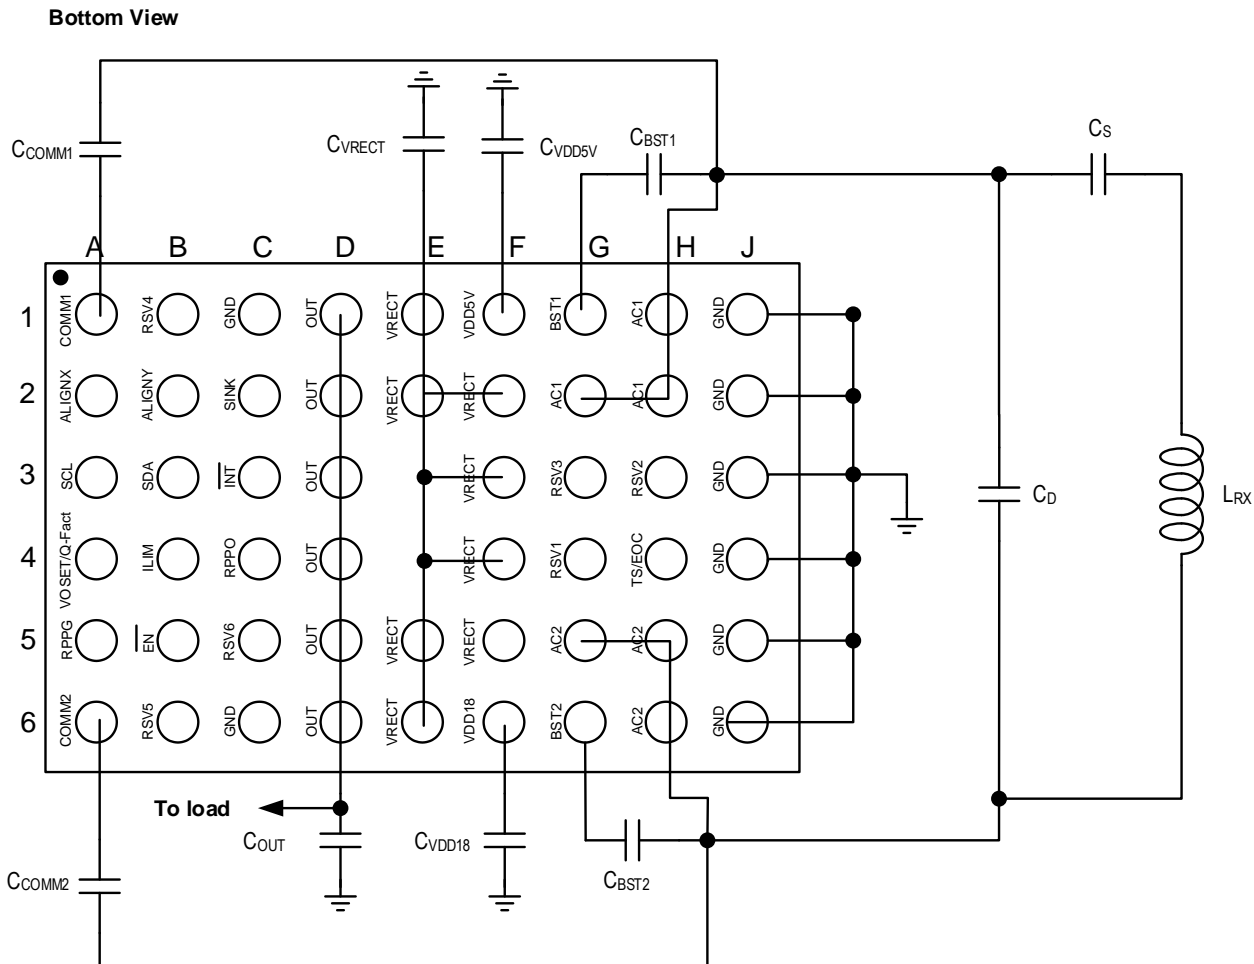 Bottom View
CCOMM1
CVRECT
CVDD5V
CBST1
CS
A B C D E F G H J
1
COMM1 RSV4 GND OUT VRECT VDD5V BST1 AC1 GND
2
ALIGNX ALIGNY SINK OUT VRECT VRECT AC1 AC1 GND
3
SCL SDA INT OUT VRECT RSV3 RSV2 GND
CD
LRX
4
VOSET/Q-Fact ILIM RPPO OUT VRECT RSV1 TS/EOC GND
5
RPPG EN RSV6 OUT VRECT VRECT AC2 AC2 GND
6
COMM2 RSV5 GND OUT VRECT VDD18 BST2 AC2 GND
To load
COUT
CVDD18
CBST2
CCOMM2